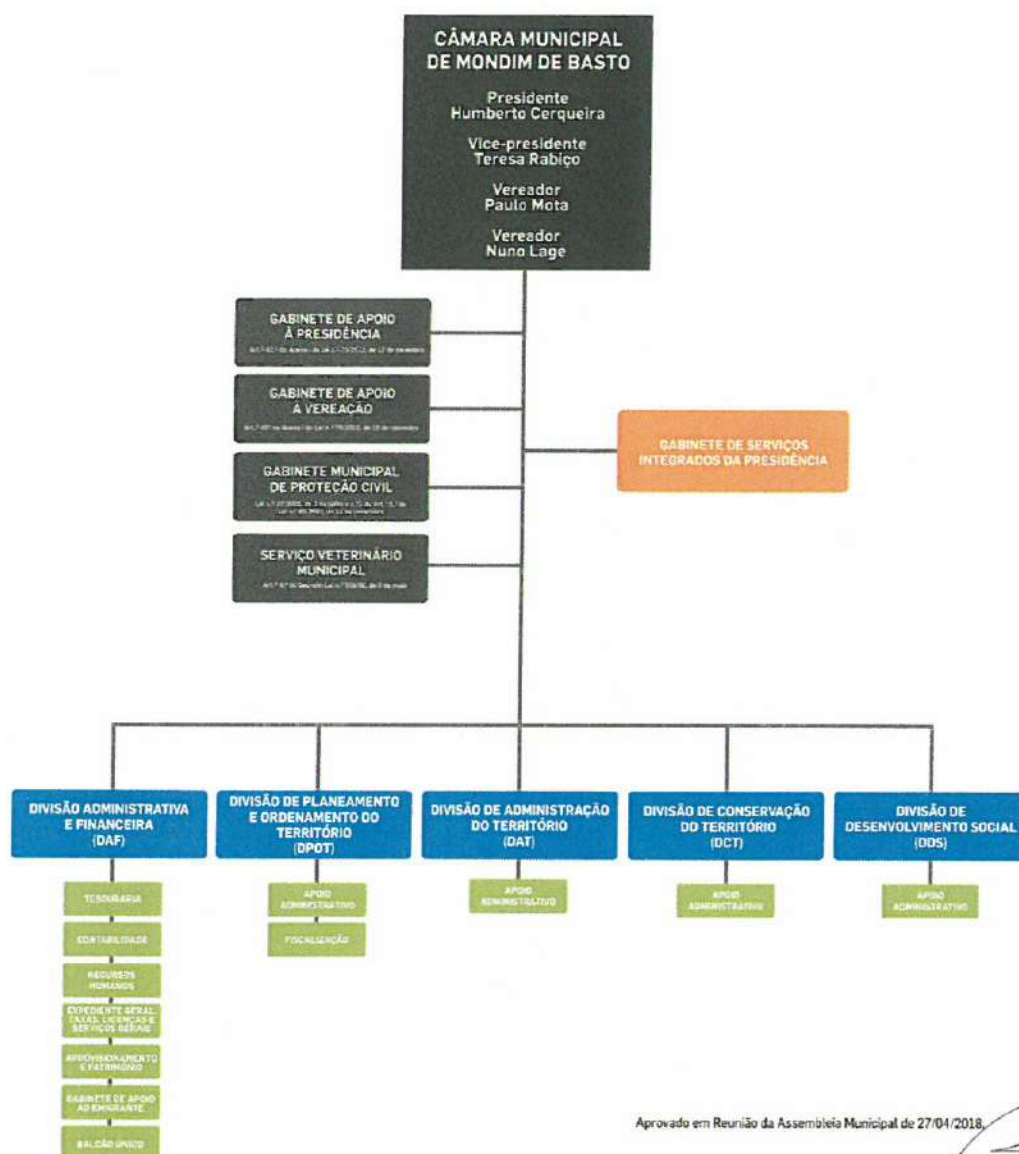 CÂMARA MUNICIPAL
DE MONDIM DE BASTO
Presidente
Humberto Cerqueira
Vice-presidente
Teresa Rabiço
Vereador
Paulo Mota
Vereador
Nuno Lage
GABINETE DE APOIO
À PRESIDÊNCIA
GABINETE DE APOIO
À VEREAÇÃO
GABINETE MUNICIPAL
DE PROTEÇÃO CIVIL
SERVIÇO VETERINÁRIO
MUNICIPAL
GABINETE DE SERVIÇOS
INTEGRADOS DA PRESIDÊNCIA
DIVISÃO ADMINISTRATIVA
E FINANCEIRA
(DAF)
TESOURARIA
CONTABILIDADE
RECURSOS
HUMANOS
EXPEDIENTE GERAL,
TAXAS, LICENÇAS E
SERVIÇOS GERAIS
APROVISIONAMENTO
E PATRIMÓNIO
GABINETE DE APOIO
AO EMIGRANTE
BALCÃO ÚNICO
DIVISÃO DE PLANEAMENTO
E ORDENAMENTO DO
TERRITÓRIO
(DPOT)
APOIO
ADMINISTRATIVO
FISCALIZAÇÃO
DIVISÃO DE ADMINISTRAÇÃO
DO TERRITÓRIO
(DAT)
APOIO
ADMINISTRATIVO
DIVISÃO DE CONSERVAÇÃO
DO TERRITÓRIO
(DCT)
APOIO
ADMINISTRATIVO
DIVISÃO DE
DESENVOLVIMENTO SOCIAL
(DDS)
APOIO
ADMINISTRATIVO
Aprovado em Reunião da Assembleia Municipal de 27/04/2018.